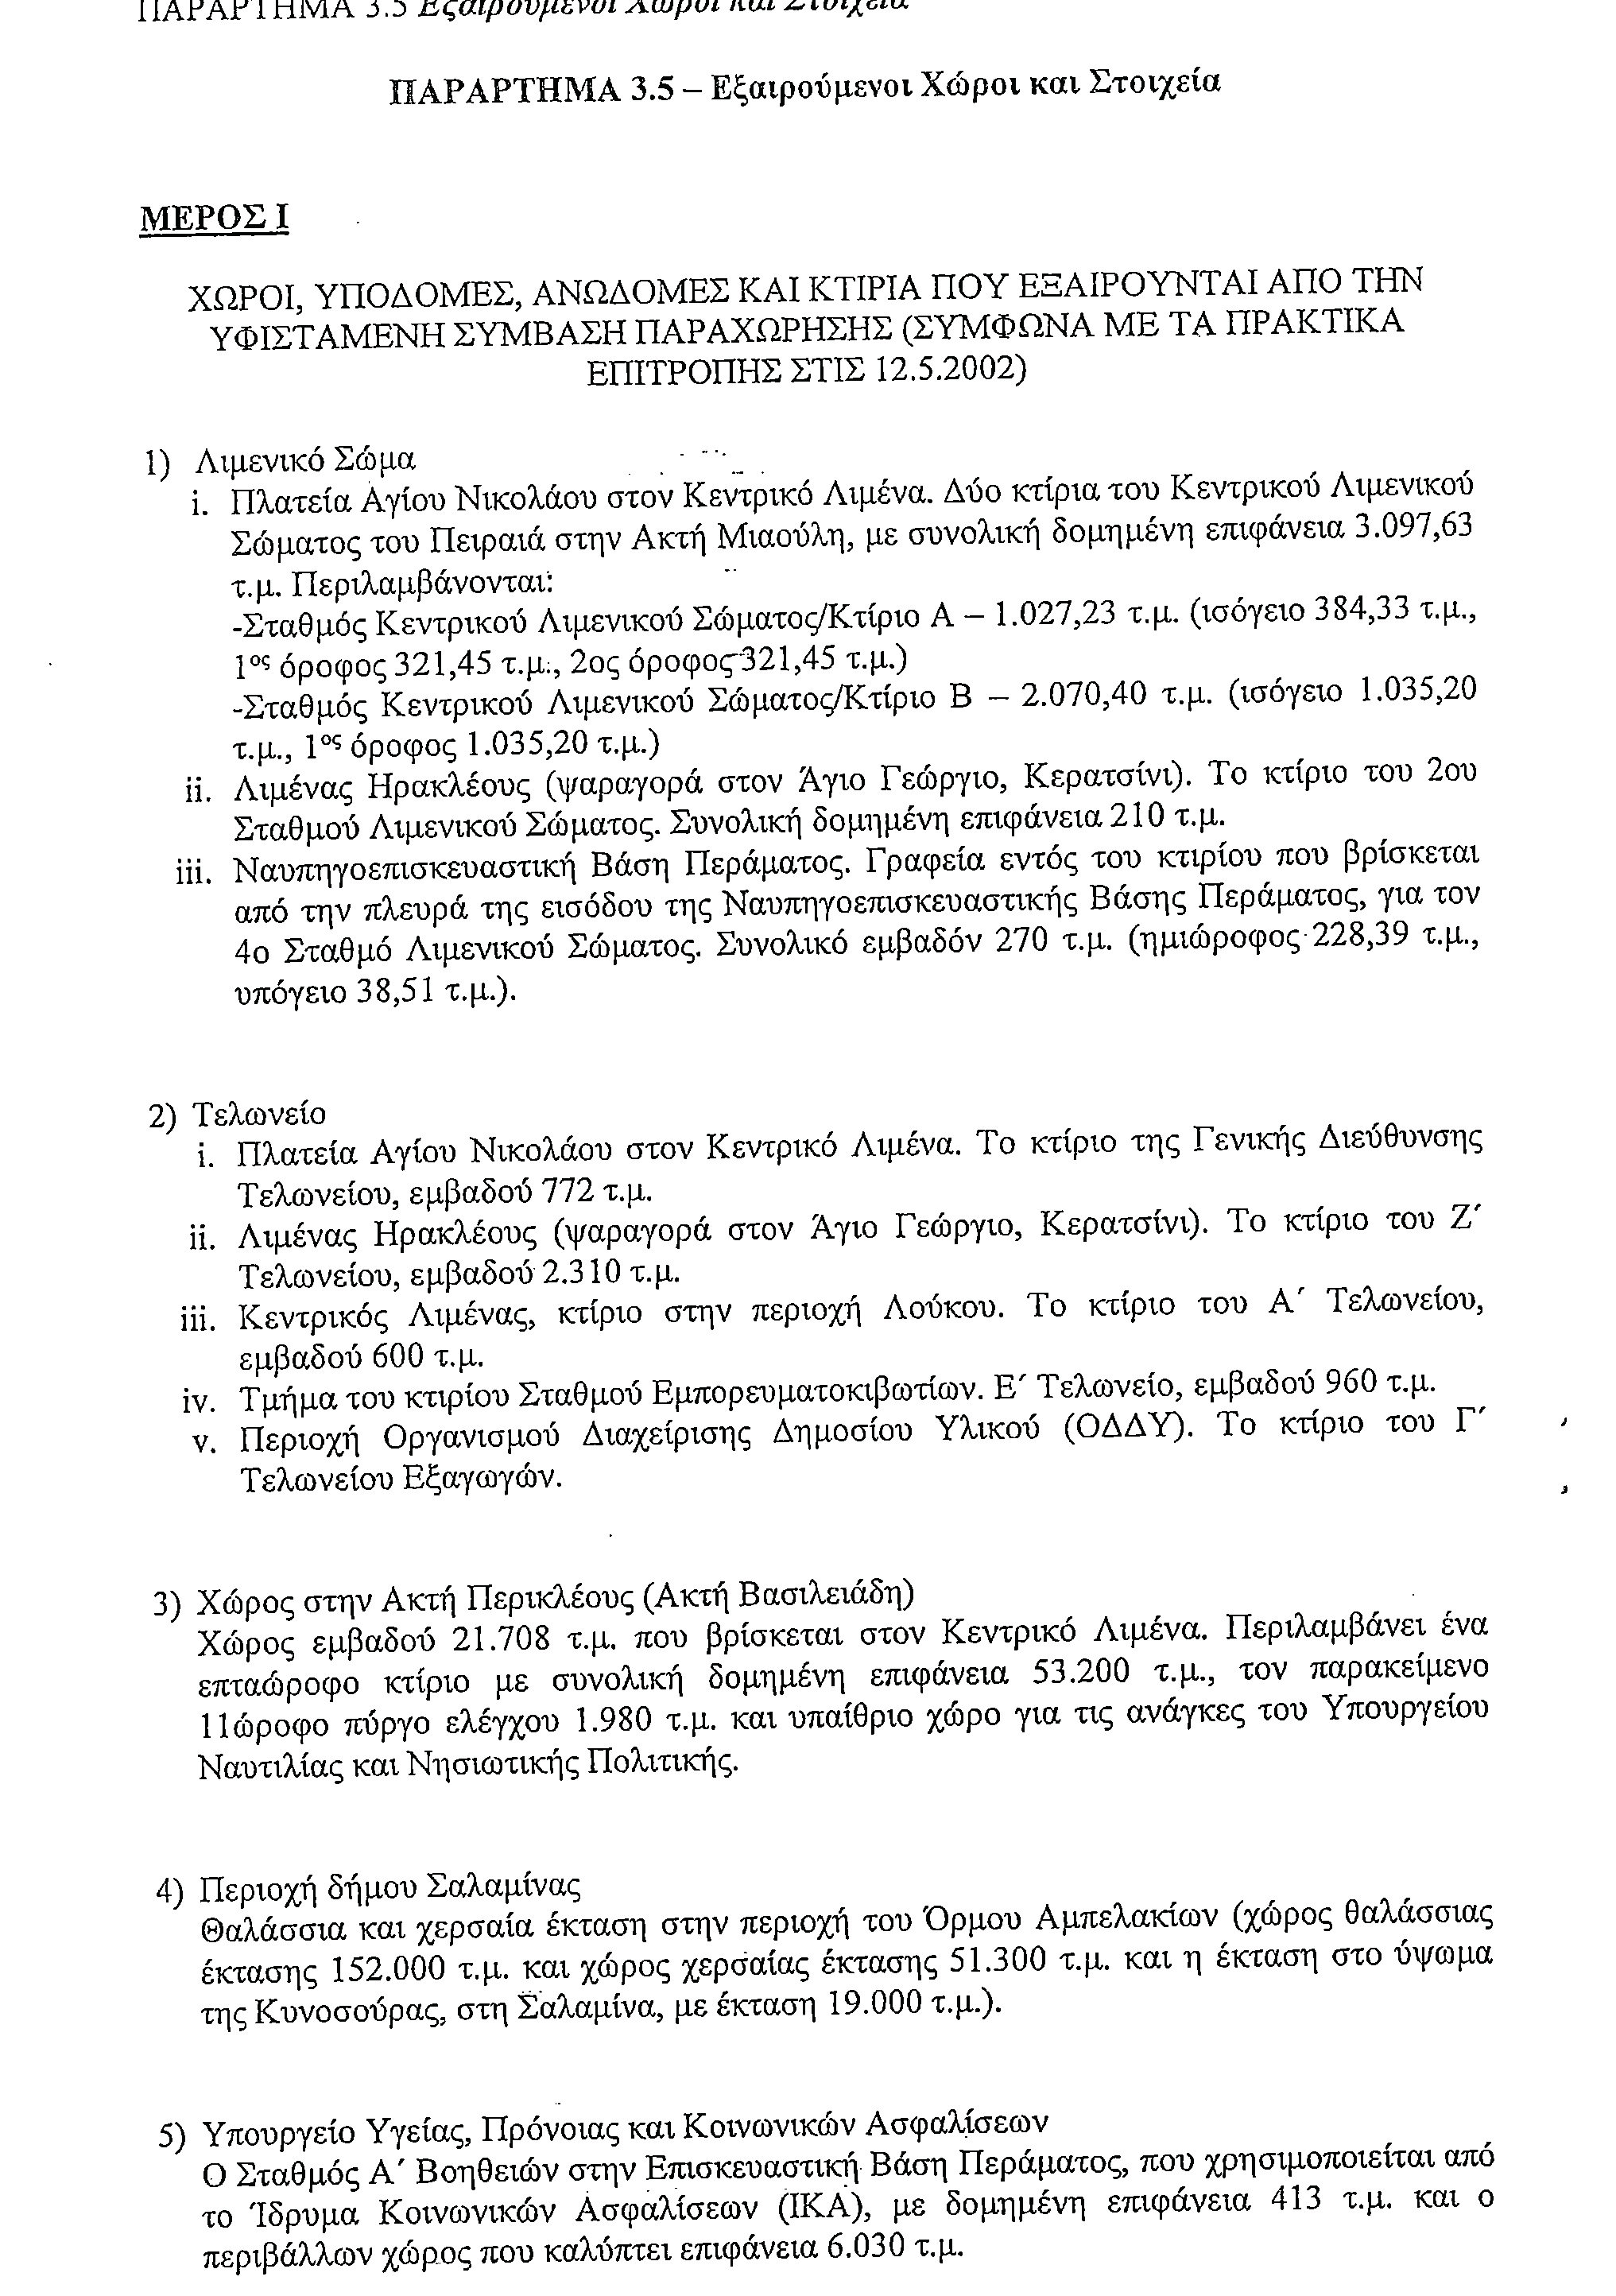 ΠΑΡΑΡΤΗΜΑ 3.5 Εξαιρούμενοι Χώροι και Στοιχεία
ΠΑΡΑΡΤΗΜΑ 3.5 – Εξαιρούμενοι Χώροι και Στοιχεία
ΜΕΡΟΣ Ι
ΧΩΡΟΙ, ΥΠΟΔΟΜΕΣ, ΑΝΩΔΟΜΕΣ ΚΑΙ ΚΤΙΡΙΑ ΠΟΥ ΕΞΑΙΡΟΥΝΤΑΙ ΑΠΟ ΤΗΝ
ΥΦΙΣΤΑΜΕΝΗ ΣΥΜΒΑΣΗ ΠΑΡΑΧΩΡΗΣΗΣ (ΣΥΜΦΩΝΑ ΜΕ ΤΑ ΠΡΑΚΤΙΚΑ
ΕΠΙΤΡΟΠΗΣ ΣΤΙΣ 12.5.2002)
1) Λιμενικό Σώμα
i. Πλατεία Αγίου Νικολάου στον Κεντρικό Λιμένα. Δύο κτίρια του Κεντρικού Λιμενικού
Σώματος του Πειραιά στην Ακτή Μιαούλη, με συνολική δομημένη επιφάνεια 3.097,63
τ.μ. Περιλαμβάνονται:
-Σταθμός Κεντρικού Λιμενικού Σώματος/Κτίριο Α – 1.027,23 τ.μ. (ισόγειο 384,33 τ.μ.,
1ος όροφος 321,45 τ.μ., 2ος όροφος 321,45 τ.μ.)
-Σταθμός Κεντρικού Λιμενικού Σώματος/Κτίριο Β – 2.070,40 τ.μ. (ισόγειο 1.035,20
τ.μ., 1ος όροφος 1.035,20 τ.μ.)
ii. Λιμένας Ηρακλέους (ψαραγορά στον Άγιο Γεώργιο, Κερατσίνι). Το κτίριο του 2ου
Σταθμού Λιμενικού Σώματος. Συνολική δομημένη επιφάνεια 210 τ.μ.
iii. Ναυπηγοεπισκευαστική Βάση Περάματος. Γραφεία εντός του κτιρίου που βρίσκεται
από την πλευρά της εισόδου της Ναυπηγοεπισκευαστικής Βάσης Περάματος, για τον
4ο Σταθμό Λιμενικού Σώματος. Συνολικό εμβαδόν 270 τ.μ. (ημιώροφος 228,39 τ.μ.,
υπόγειο 38,51 τ.μ.).
2) Τελωνείο
i. Πλατεία Αγίου Νικολάου στον Κεντρικό Λιμένα. Το κτίριο της Γενικής Διεύθυνσης
Τελωνείου, εμβαδού 772 τ.μ.
ii. Λιμένας Ηρακλέους (ψαραγορά στον Άγιο Γεώργιο, Κερατσίνι). Το κτίριο του Ζ΄
Τελωνείου, εμβαδού 2.310 τ.μ.
iii. Κεντρικός Λιμένας, κτίριο στην περιοχή Λούκου. Το κτίριο του Α΄ Τελωνείου,
εμβαδού 600 τ.μ.
iv. Τμήμα του κτιρίου Σταθμού Εμπορευματοκιβωτίων. Ε΄ Τελωνείο, εμβαδού 960 τ.μ.
v. Περιοχή Οργανισμού Διαχείρισης Δημοσίου Υλικού (ΟΔΔΥ). Το κτίριο του Γ΄
Τελωνείου Εξαγωγών.
3) Χώρος στην Ακτή Περικλέους (Ακτή Βασιλειάδη)
Χώρος εμβαδού 21.708 τ.μ. που βρίσκεται στον Κεντρικό Λιμένα. Περιλαμβάνει ένα
επταώροφο κτίριο με συνολική δομημένη επιφάνεια 53.200 τ.μ., τον παρακείμενο
11ώροφο πύργο ελέγχου 1.980 τ.μ. και υπαίθριο χώρο για τις ανάγκες του Υπουργείου
Ναυτιλίας και Νησιωτικής Πολιτικής.
4) Περιοχή δήμου Σαλαμίνας
Θαλάσσια και χερσαία έκταση στην περιοχή του Όρμου Αμπελακίων (χώρος θαλάσσιας
έκτασης 152.000 τ.μ. και χώρος χερσαίας έκτασης 51.300 τ.μ. και η έκταση στο ύψωμα
της Κυνοσούρας, στη Σαλαμίνα, με έκταση 19.000 τ.μ.).
5) Υπουργείο Υγείας, Πρόνοιας και Κοινωνικών Ασφαλίσεων
Ο Σταθμός Α΄ Βοηθειών στην Επισκευαστική Βάση Περάματος, που χρησιμοποιείται από
το Ίδρυμα Κοινωνικών Ασφαλίσεων (ΙΚΑ), με δομημένη επιφάνεια 413 τ.μ. και ο
περιβάλλων χώρος που καλύπτει επιφάνεια 6.030 τ.μ.